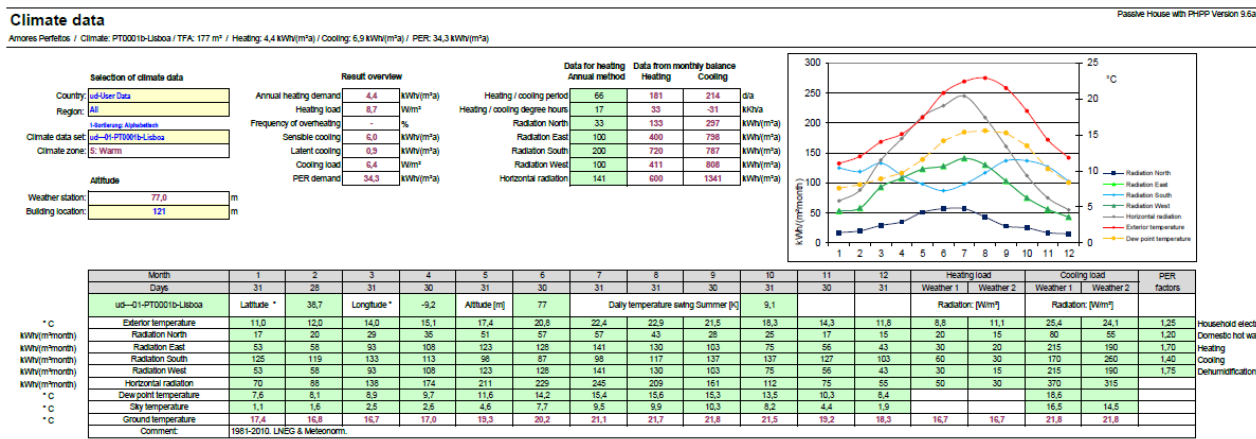 Climate data
Passive House with PHPP Version 9.6a
Amores Perfeitos / Climate: PT0001b-Lisboa / TFA: 177 m² / Heating: 4,4 kWh/(m²a) / Cooling: 6,9 kWh/(m²a) / PER: 34,3 kWh/(m²a)
Selection of climate data
Country: ud-User Data
Region: All
1-Sortierung: Alphabetisch
Climate data set: ud---01-PT0001b-Lisboa
Climate zone: 5: Warm
Altitude
Weather station: 77,0 m
Building location: 121 m
Result overview
Annual heating demand 4,4 kWh/(m²a)
Heating load 8,7 W/m²
Frequency of overheating - %
Sensible cooling 6,0 kWh/(m²a)
Latent cooling 0,9 kWh/(m²a)
Cooling load 6,4 W/m²
PER demand 34,3 kWh/(m²a)
Data for heating Data from monthly balance
Annual method Heating Cooling
Heating / cooling period 66 181 214 d/a
Heating / cooling degree hours 17 33 -31 kKh/a
Radiation North 33 133 297 kWh/(m²a)
Radiation East 100 400 798 kWh/(m²a)
Radiation South 200 720 787 kWh/(m²a)
Radiation West 100 411 808 kWh/(m²a)
Horizontal radiation 141 600 1341 kWh/(m²a)
300 25
°C
250 20
200
15
150
10
100
50 5
0 0
1 2 3 4 5 6 7 8 9 10 11 12
kWh/(m²month)
Radiation North
Radiation East
Radiation South
Radiation West
Horizontal radiation
Exterior temperature
Dew point temperature
Month 1 2 3 4 5 6 7 8 9 10 11 12 Heating load Cooling load PER
Days 31 28 31 30 31 30 31 31 30 31 30 31 Weather 1 Weather 2 Weather 1 Weather 2 factors
ud---01-PT0001b-Lisboa Latitude ° 38,7 Longitude ° -9,2 Altitude [m] 77 Daily temperature swing Summer [K] 9,1 Radiation: [W/m²] Radiation: [W/m²]
°C Exterior temperature 11,0 12,0 14,0 15,1 17,4 20,8 22,4 22,9 21,5 18,3 14,3 11,8 8,8 11,1 25,4 24,1 1,25 Household elect
kWh/(m²month) Radiation North 17 20 29 35 51 57 57 43 28 25 17 15 20 15 80 55 1,20 Domestic hot wa
kWh/(m²month) Radiation East 53 58 93 108 123 128 141 130 103 75 56 43 30 20 215 190 1,70 Heating
kWh/(m²month) Radiation South 125 119 133 113 98 87 98 117 137 137 127 103 60 30 170 260 1,40 Cooling
kWh/(m²month) Radiation West 53 58 93 108 123 128 141 130 103 75 56 43 30 15 215 190 1,75 Dehumidification
kWh/(m²month) Horizontal radiation 70 88 138 174 211 229 245 209 161 112 75 55 50 30 370 315
°C Dew point temperature 7,6 8,1 8,9 9,7 11,6 14,2 15,4 15,6 15,3 13,5 10,3 8,4 18,6
°C Sky temperature 1,1 1,6 2,5 2,6 4,6 7,7 9,5 9,9 10,3 8,2 4,4 1,9 16,5 14,5
°C Ground temperature 17,4 16,8 16,7 17,0 19,3 20,2 21,1 21,7 21,8 21,5 19,2 18,3 16,7 16,7 21,8 21,8
Comment: 1981-2010. LNEG & Meteonorm.